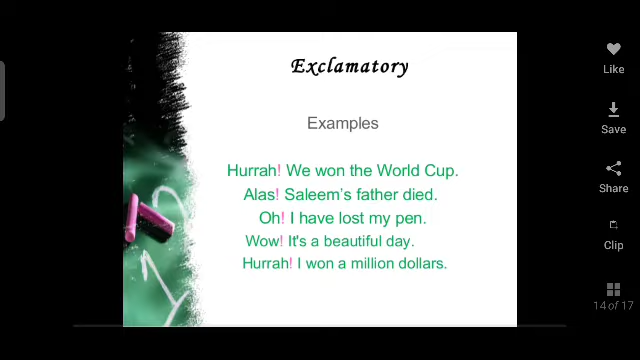 Exclamatory
Examples
Hurrah! We won the World Cup.
Alas! Saleem's father died.
Oh! I have lost my pen.
Wow! It's a beautiful day.
Hurrah! I won a million dollars.
Like
Save
Share
Clip
14 of 17